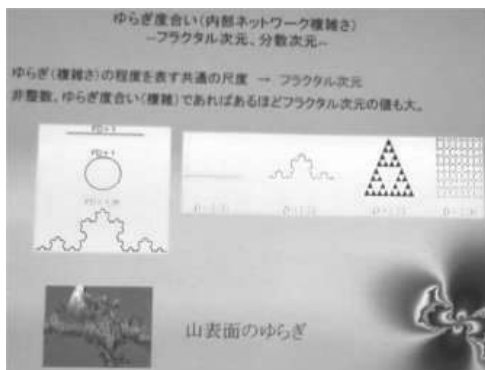 ゆらぎ度合い(内部ネットワーク複雑さ)
--フラクタル次元、分数次元--
ゆらぎ(複雑さ)の程度を表す共通の尺度 → フラクタル次元
非整数、ゆらぎ度合い(複雑)であればあるほどフラクタル次元の値も大。
FD=1
FD=1
山表面のゆらぎ